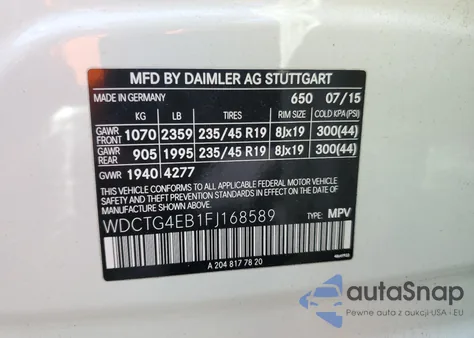 MFD BY DAIMLER AG STUTTGART
MADE IN GERMANY 650 07/15
KG LB TIRES RIM SIZE COLD KPA (PSI)
GAWR FRONT 1070 2359 235/45 R19 8Jx19 300(44)
GAWR REAR 905 1995 235/45 R19 8Jx19 300(44)
GWR 1940 4277
THIS VEHICLE CONFORMS TO ALL APPLICABLE FEDERAL MOTOR VEHICLE
SAFETY, BUMPER, AND THEFT PREVENTION STANDARDS IN EFFECT ON THE DATE OF
MANUFACTURE SHOWN ABOVE.
WDCTG4EB1FJ168589 TYPE: MPV
A 204 817 78 20
autoSnap
Pewne auta z aukcji USA i EU